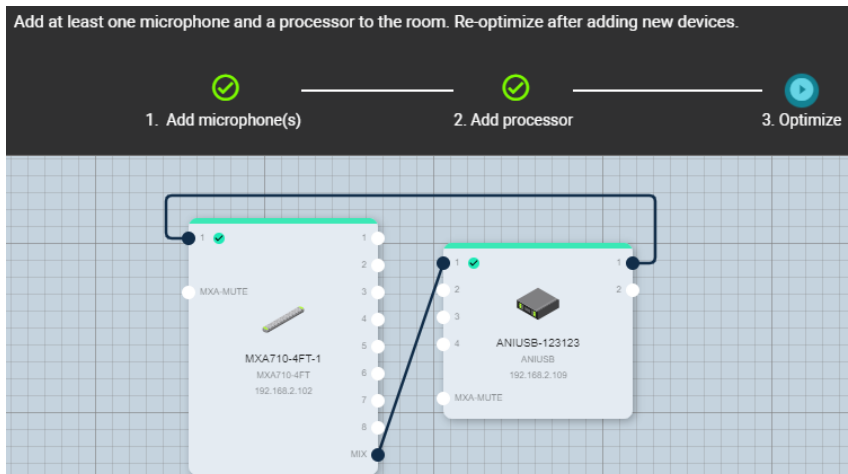 Add at least one microphone and a processor to the room. Re-optimize after adding new devices.
1. Add microphone(s)
2. Add processor
3. Optimize
1
MXA-MUTE
MXA710-4FT-1
MXA710-4FT
192.168.2.102
1
2
3
4
5
6
7
8
MIX
1
2
3
4
MXA-MUTE
ANIUSB-123123
ANIUSB
192.168.2.109
1
2